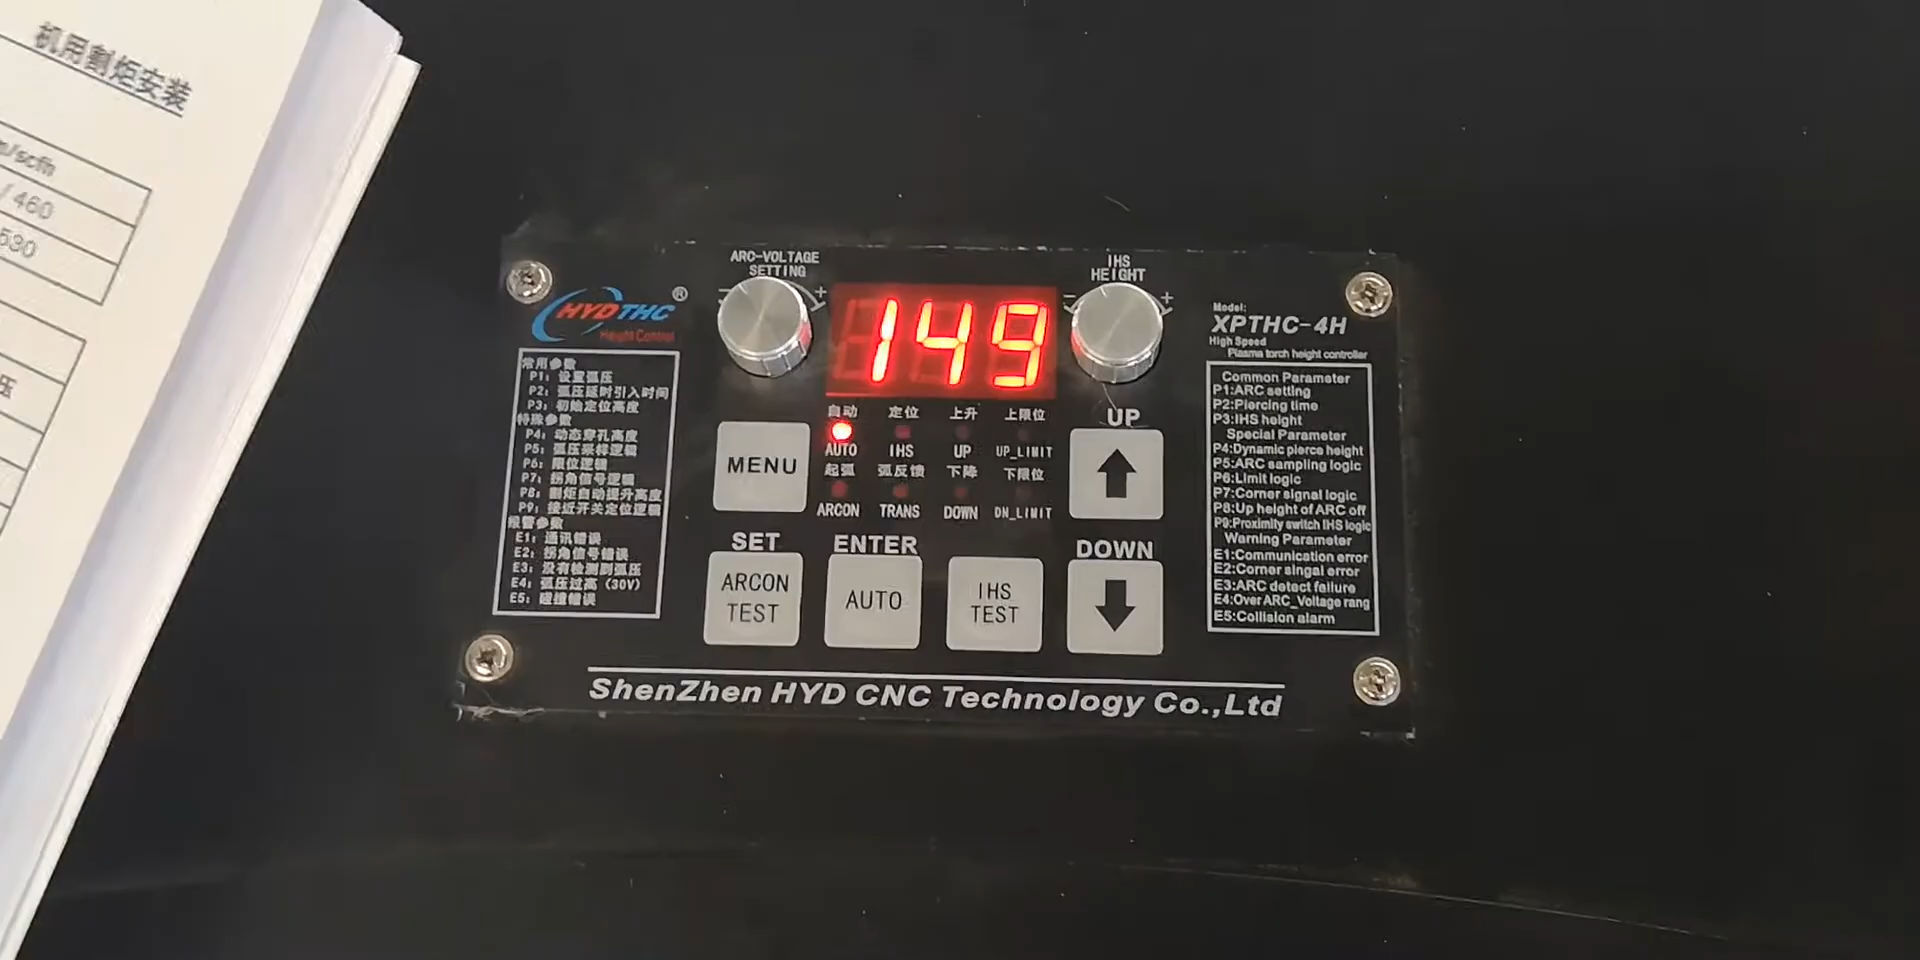 机用割炬安装
m/scfh
/ 460
530
压
ARC-VOLTAGE
SETTING
- +
IHS
HEIGHT
- +
HYDTHC®
Height Control
149
Model:
XPTHC-4H
High Speed
Plasma torch height controller
常用参数
P1: 设置弧压
P2: 弧压延时引入时间
P3: 初始定位高度
特殊参数
P4: 动态穿孔高度
P5: 弧压采样逻辑
P6: 限位逻辑
P7: 拐角信号逻辑
P8: 割炬自动提升高度
P9: 接近开关定位逻辑
报警参数
E1: 通讯错误
E2: 拐角信号错误
E3: 没有检测到弧压
E4: 弧压过高(30V)
E5: 碰撞错误
自动 定位 上升 上限位
AUTO IHS UP UP_LIMIT
起弧 弧反馈 下降 下限位
ARCON TRANS DOWN DN_LIMIT
MENU
UP
SET
ARCON
TEST
ENTER
AUTO
IHS
TEST
DOWN
Common Parameter
P1:ARC setting
P2:Piercing time
P3:IHS height
Special Parameter
P4:Dynamic pierce height
P5:ARC sampling logic
P6:Limit logic
P7:Corner signal logic
P8:Up height of ARC off
P9:Proximity switch IHS logic
Warning Parameter
E1:Communication error
E2:Corner singal error
E3:ARC detect failure
E4:Over ARC_Voltage rang
E5:Collision alarm
ShenZhen HYD CNC Technology Co.,Ltd